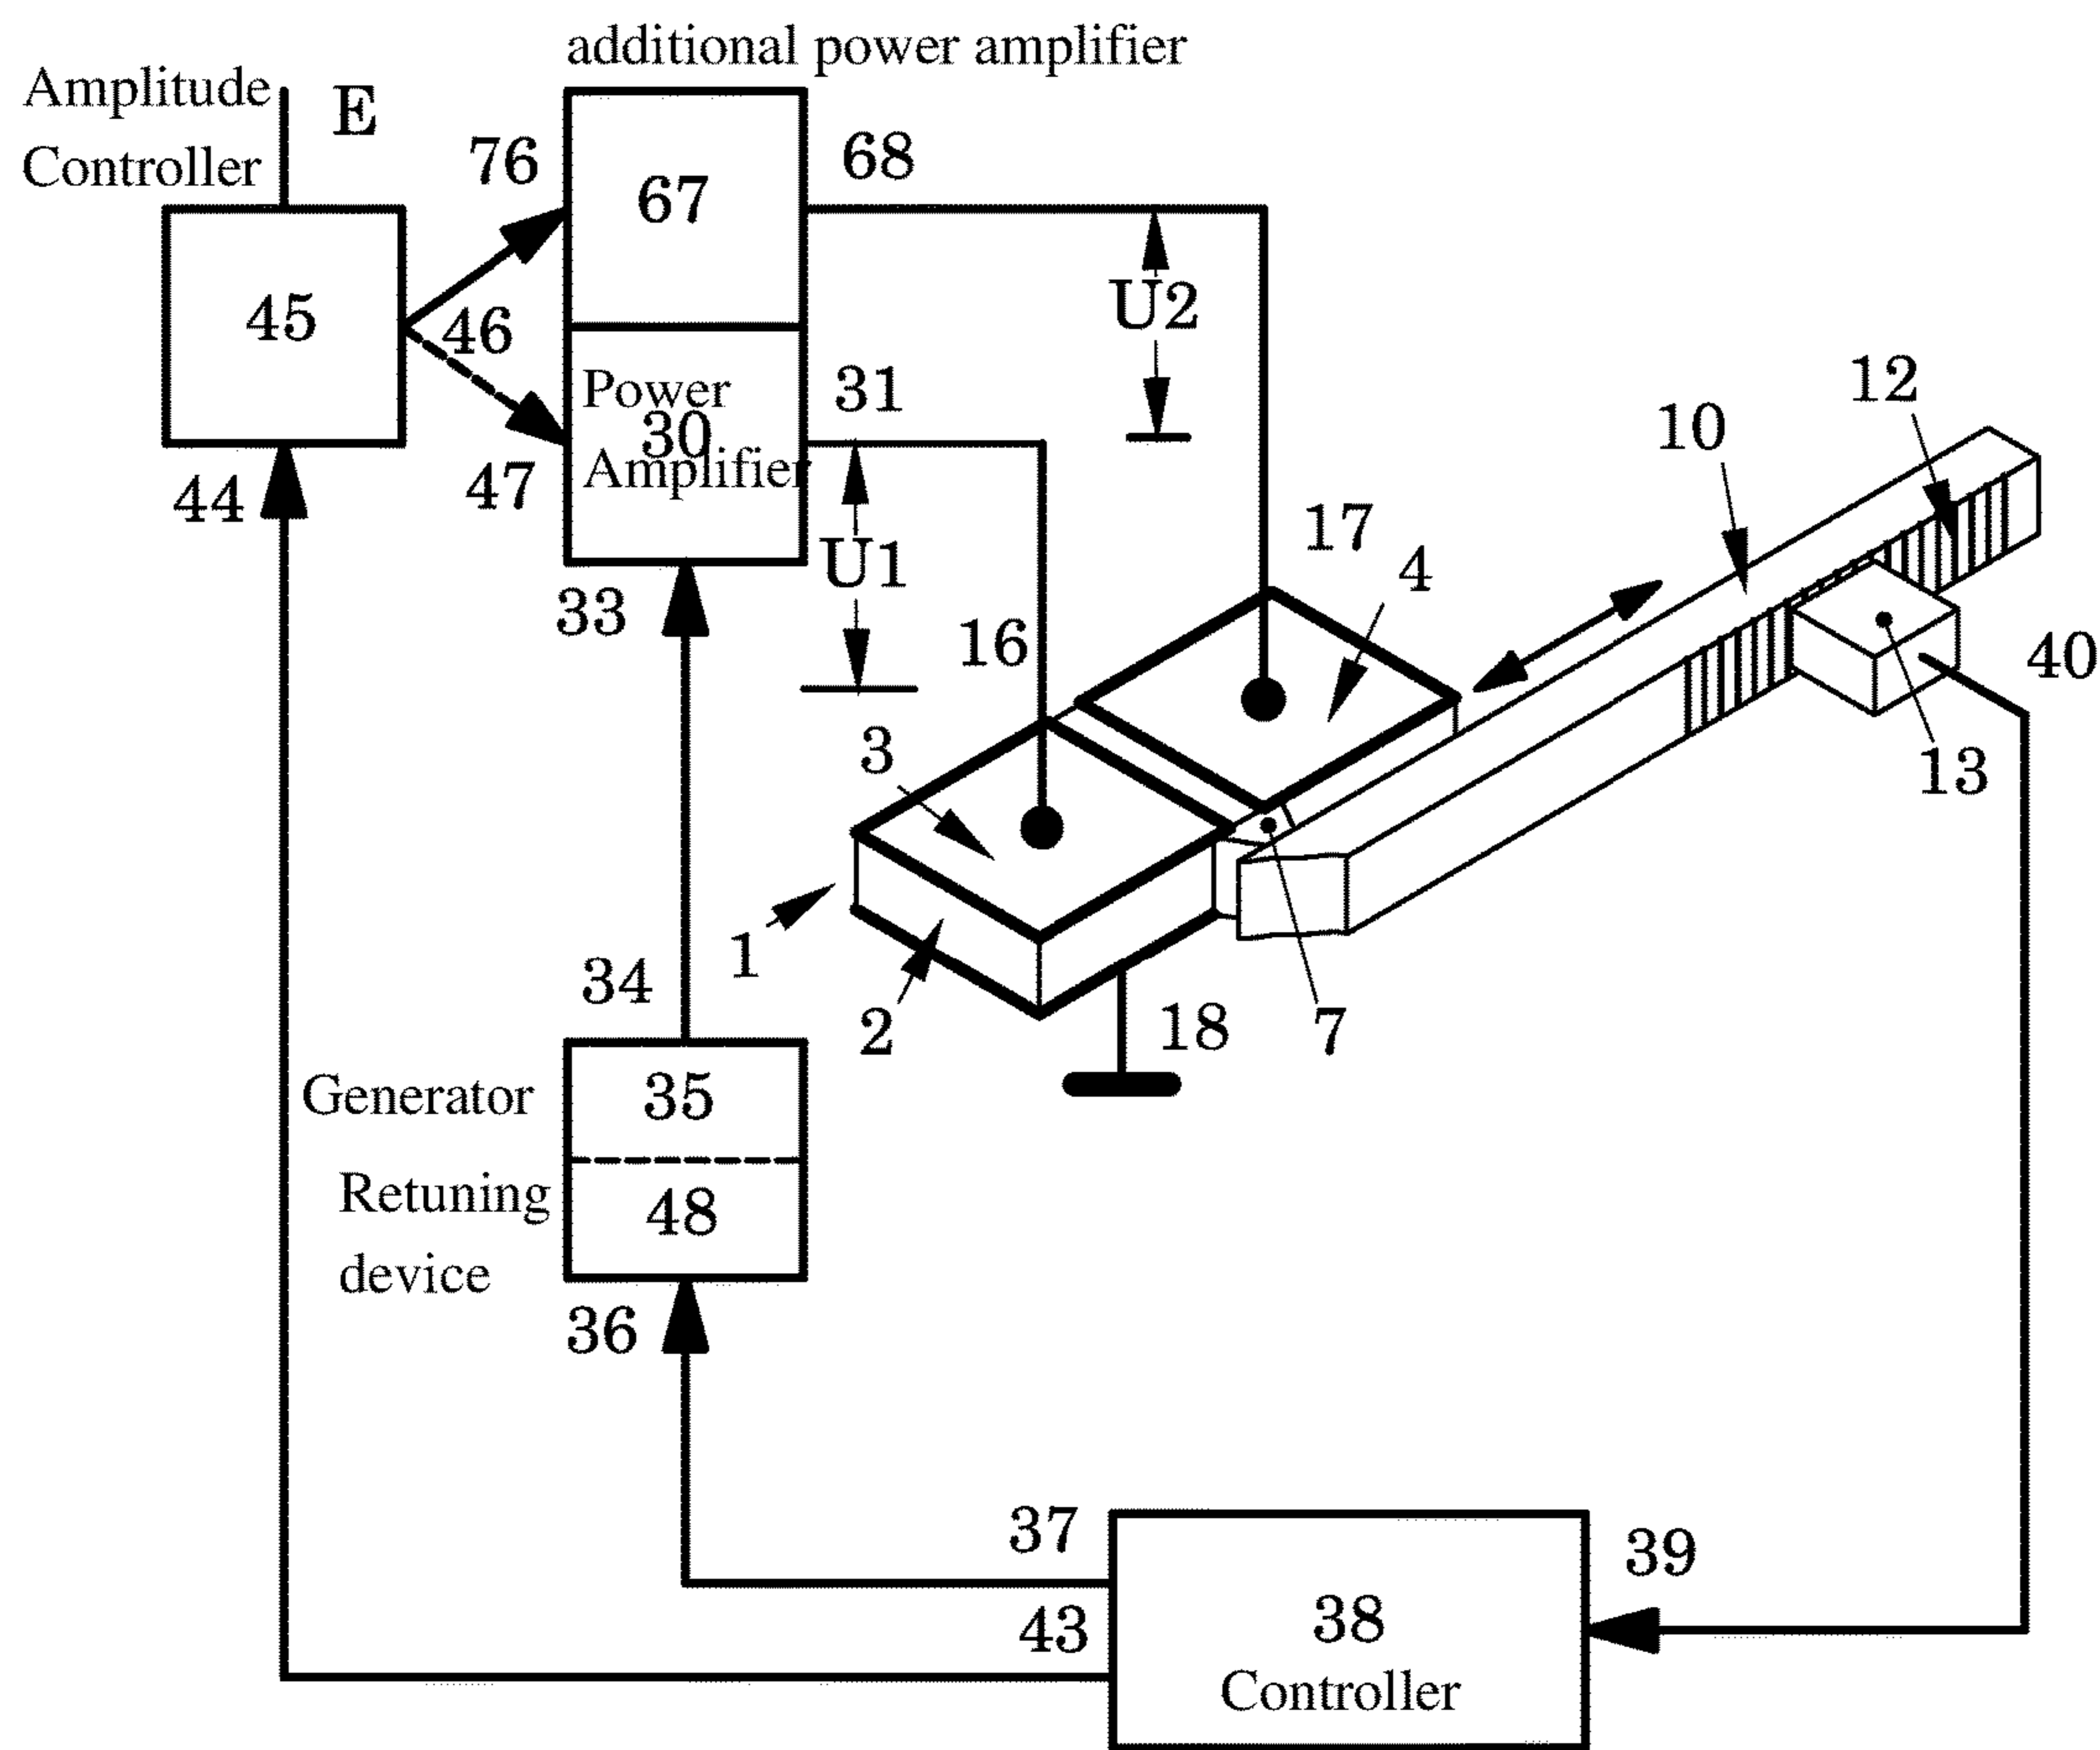 additional power amplifier
Amplitude
Controller
E
76
67
68
45
46
47
44
Power
30
Amplifier
31
U1
U2
33
16
17
4
10
12
40
13
3
1
2
18
7
34
Generator
35
Retuning
48
device
36
37
43
38
Controller
39